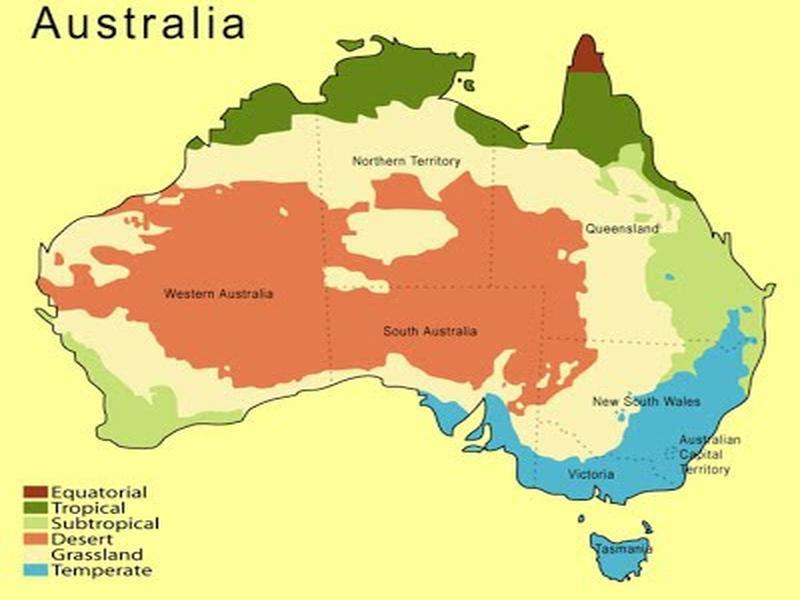 Australia
Northern Territory
Queensland
Western Australia
South Australia
New South Wales
Australian
Capital
Territory
Victoria
Tasmania
Equatorial
Tropical
Subtropical
Desert
Grassland
Temperate